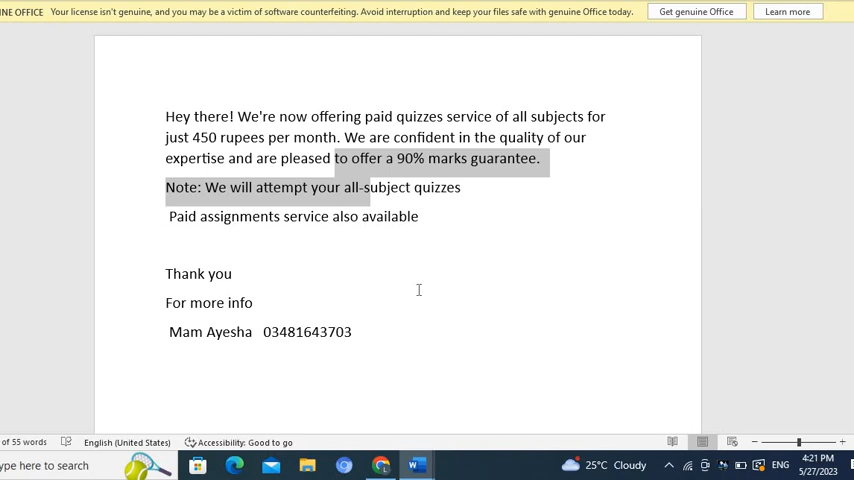 NE OFFICE Your license isn't genuine, and you may be a victim of software counterfeiting. Avoid interruption and keep your files safe with genuine Office today. Get genuine Office Learn more
Hey there! We're now offering paid quizzes service of all subjects for
just 450 rupees per month. We are confident in the quality of our
expertise and are pleased to offer a 90% marks guarantee.
Note: We will attempt your all-subject quizzes
Paid assignments service also available
Thank you
For more info
Mam Ayesha 03481643703
of 55 words English (United States) Accessibility: Good to go
ype here to search 25°C Cloudy ENG 4:21 PM
5/27/2023